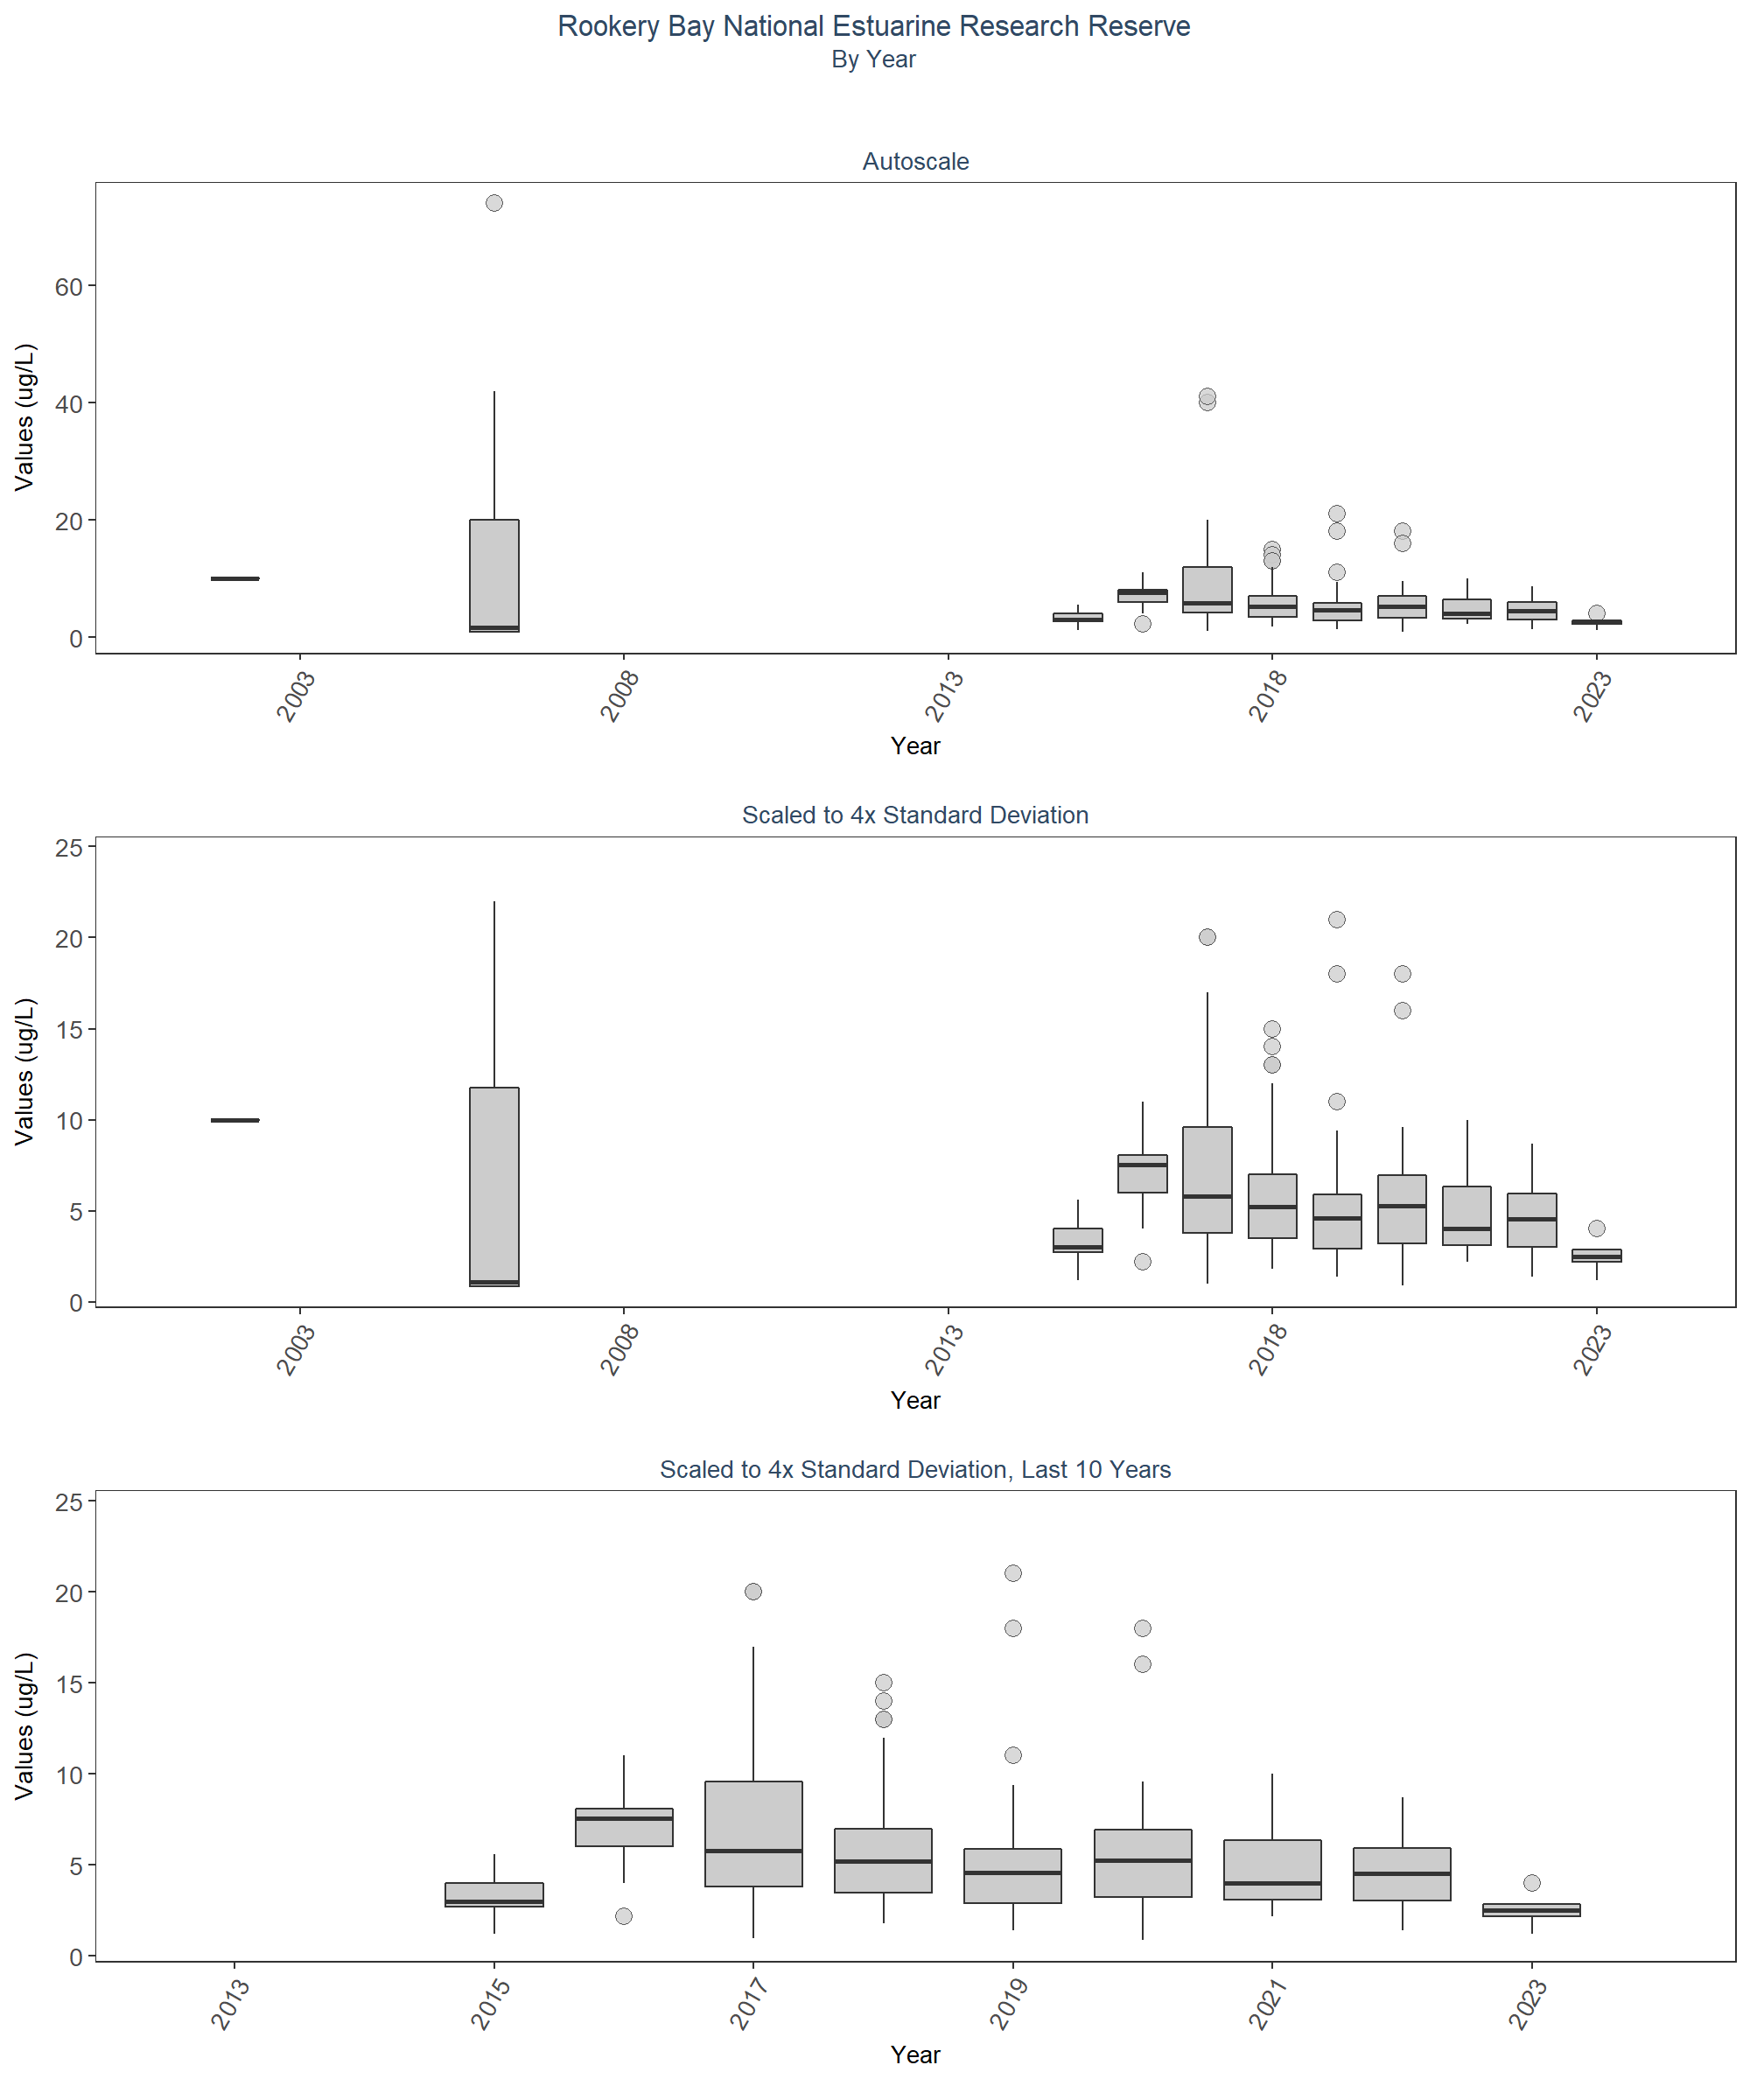 Rookery Bay National Estuarine Research Reserve
By Year
Autoscale
Values (ug/L)
60
40
20
0
2003
2008
2013
2018
2023
Year
Scaled to 4x Standard Deviation
Values (ug/L)
25
20
15
10
5
0
2003
2008
2013
2018
2023
Year
Scaled to 4x Standard Deviation, Last 10 Years
Values (ug/L)
25
20
15
10
5
0
2013
2015
2017
2019
2021
2023
Year